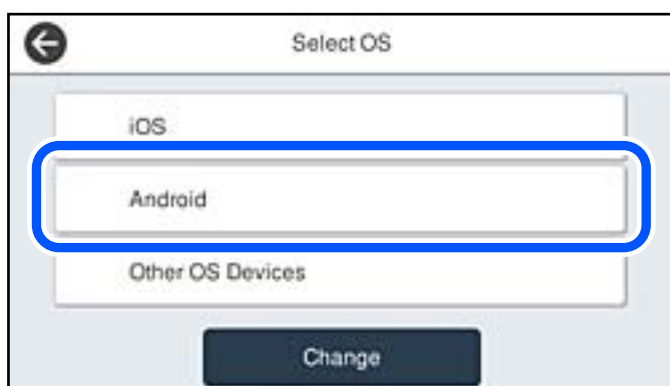 Select OS
iOS
Android
Other OS Devices
Change